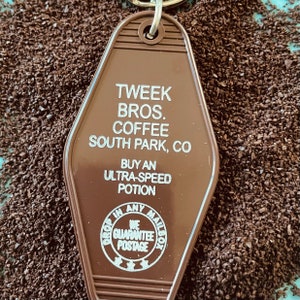 TWEEK
BROS.
COFFEE
SOUTH PARK, CO
BUY AN
ULTRA-SPEED
POTION
DROP IN ANY MAILBOX
WE
GUARANTEE
POSTAGE